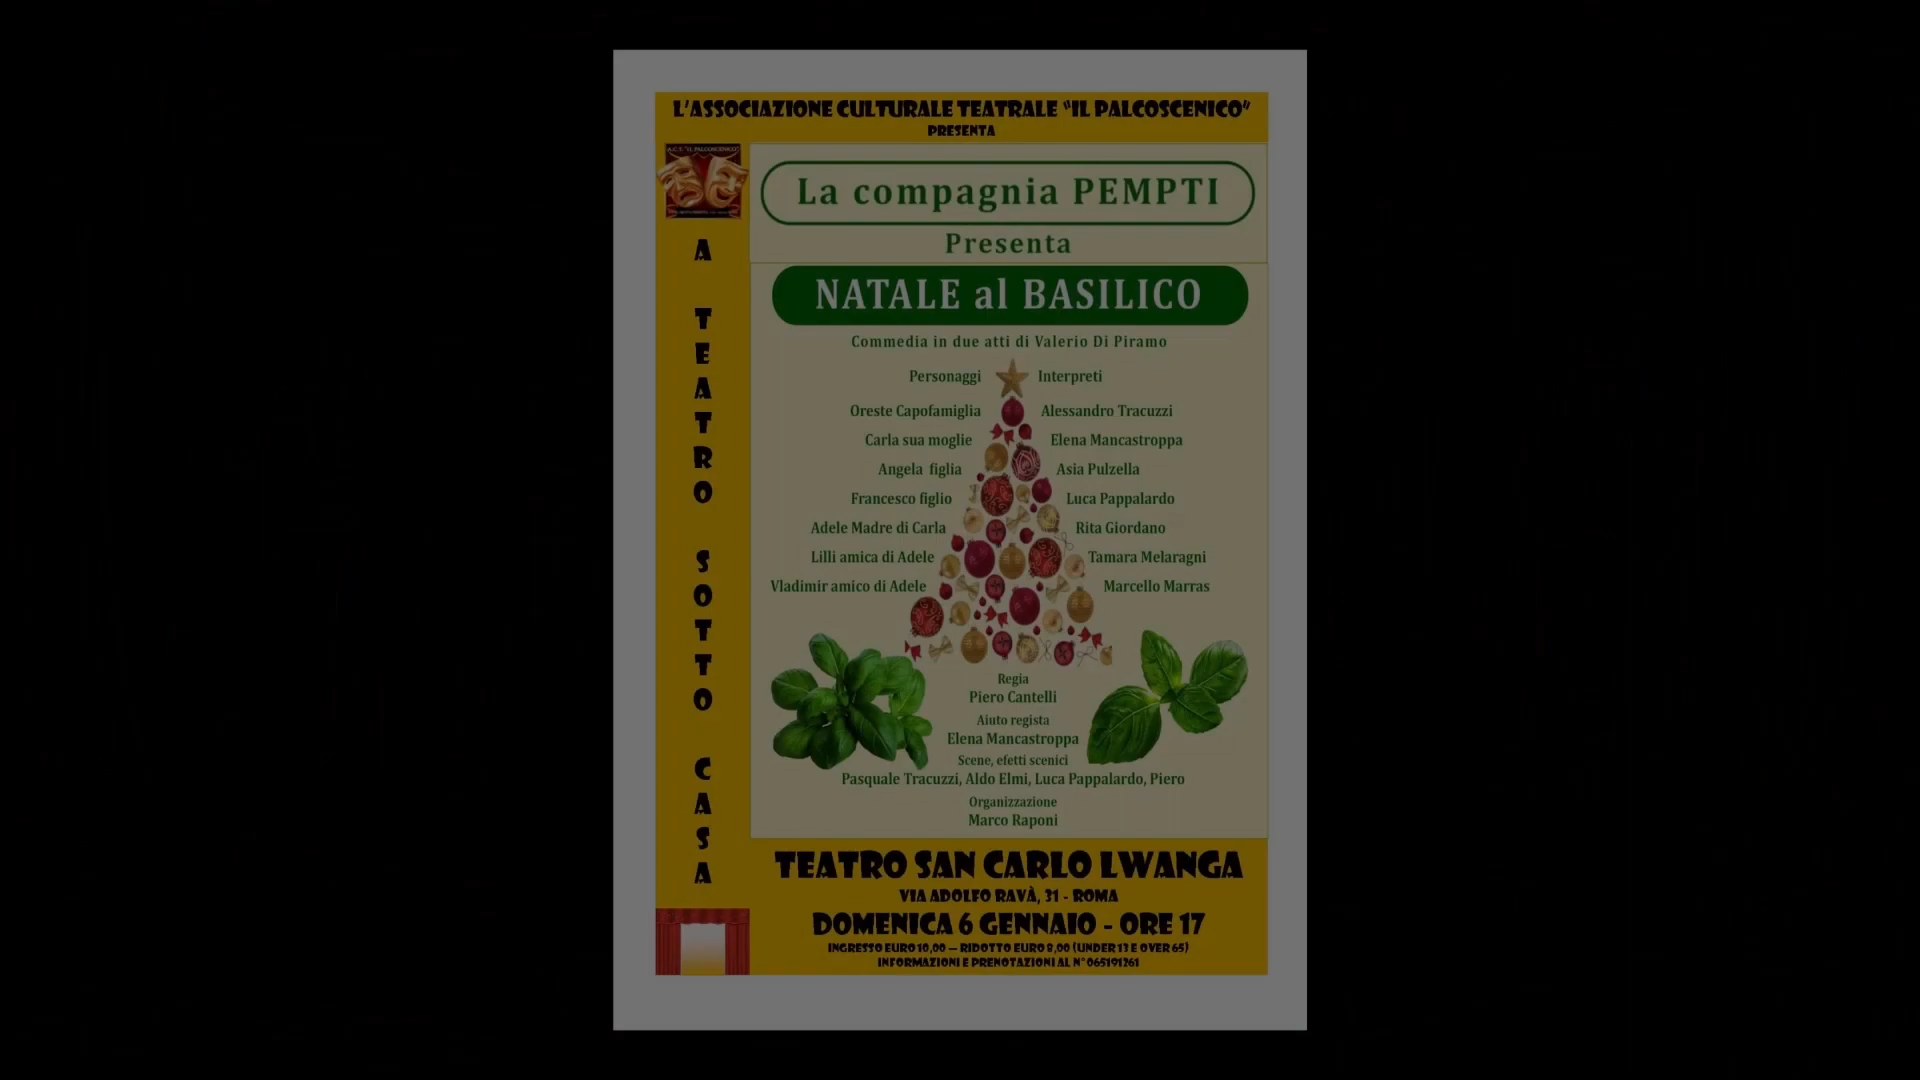 L'ASSOCIAZIONE CULTURALE TEATRALE "IL PALCOSCENICO"
PRESENTA
A.C.T. "IL PALCOSCENICO"
A TEATRO SOTTO CASA
La compagnia PEMPTI
Presenta
NATALE al BASILICO
Commedia in due atti di Valerio Di Piramo
Personaggi Interpreti
Oreste Capofamiglia Alessandro Tracuzzi
Carla sua moglie Elena Mancastroppa
Angela figlia Asia Pulzella
Francesco figlio Luca Pappalardo
Adele Madre di Carla Rita Giordano
Lilli amica di Adele Tamara Melaragni
Vladimir amico di Adele Marcello Marras
Regia
Piero Cantelli
Aiuto regista
Elena Mancastroppa
Scene, efetti scenici
Pasquale Tracuzzi, Aldo Elmi, Luca Pappalardo, Piero
Organizzazione
Marco Raponi
TEATRO SAN CARLO LWANGA
VIA ADOLFO RAVÀ, 31 - ROMA
DOMENICA 6 GENNAIO - ORE 17
INGRESSO EURO 10,00 – RIDOTTO EURO 8,00 (UNDER 13 E OVER 65)
INFORMAZIONI E PRENOTAZIONI AL N° 065191261